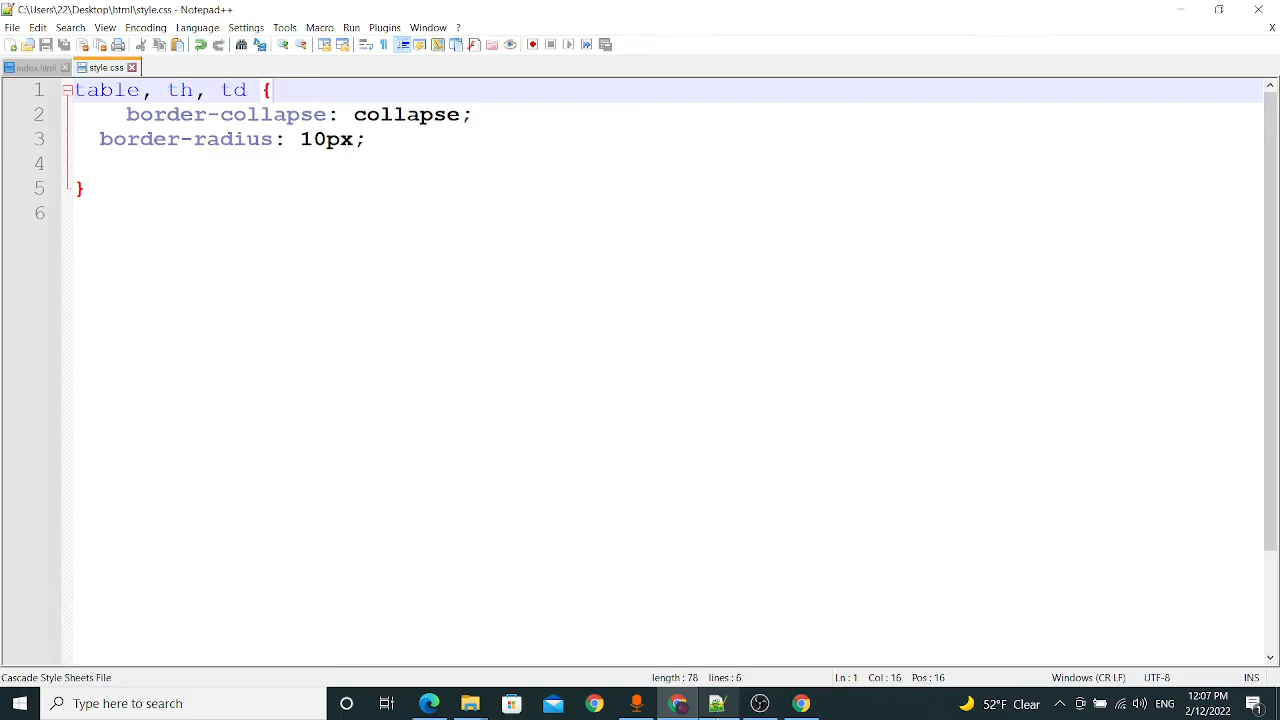 C:\Users\22\Desktop\html\style.css - Notepad++
File Edit Search View Encoding Language Settings Tools Macro Run Plugins Window ? X
index.html style.css
1 table, th, td {
2 border-collapse: collapse;
3 border-radius: 10px;
4
5 }
6
Cascade Style Sheets File length : 78 lines : 6 Ln : 1 Col : 16 Pos : 16 Windows (CR LF) UTF-8 INS
Type here to search 52°F Clear ENG 12:07 PM
2/12/2022 1